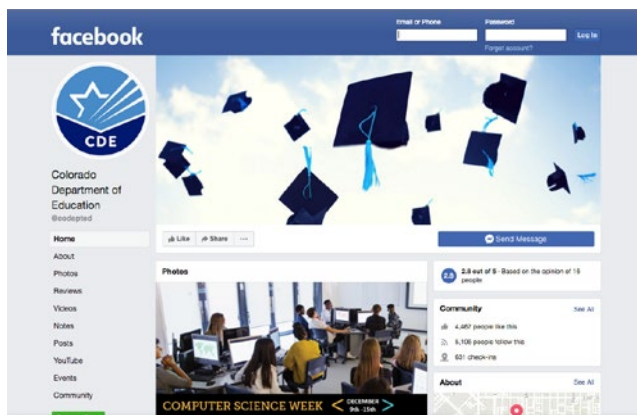 facebook
Email or Phone
Password
Log In
Forgot account?
CDE
Colorado
Department of
Education
@codepted
Home
About
Photos
Reviews
Videos
Notes
Posts
YouTube
Events
Community
Like
Share
Send Message
Photos
COMPUTER SCIENCE WEEK < DECEMBER 9th -15th >
2.8
2.8 out of 5 · Based on the opinion of 15
people
Community
See All
4,487 people like this
5,106 people follow this
631 check-ins
About
See All